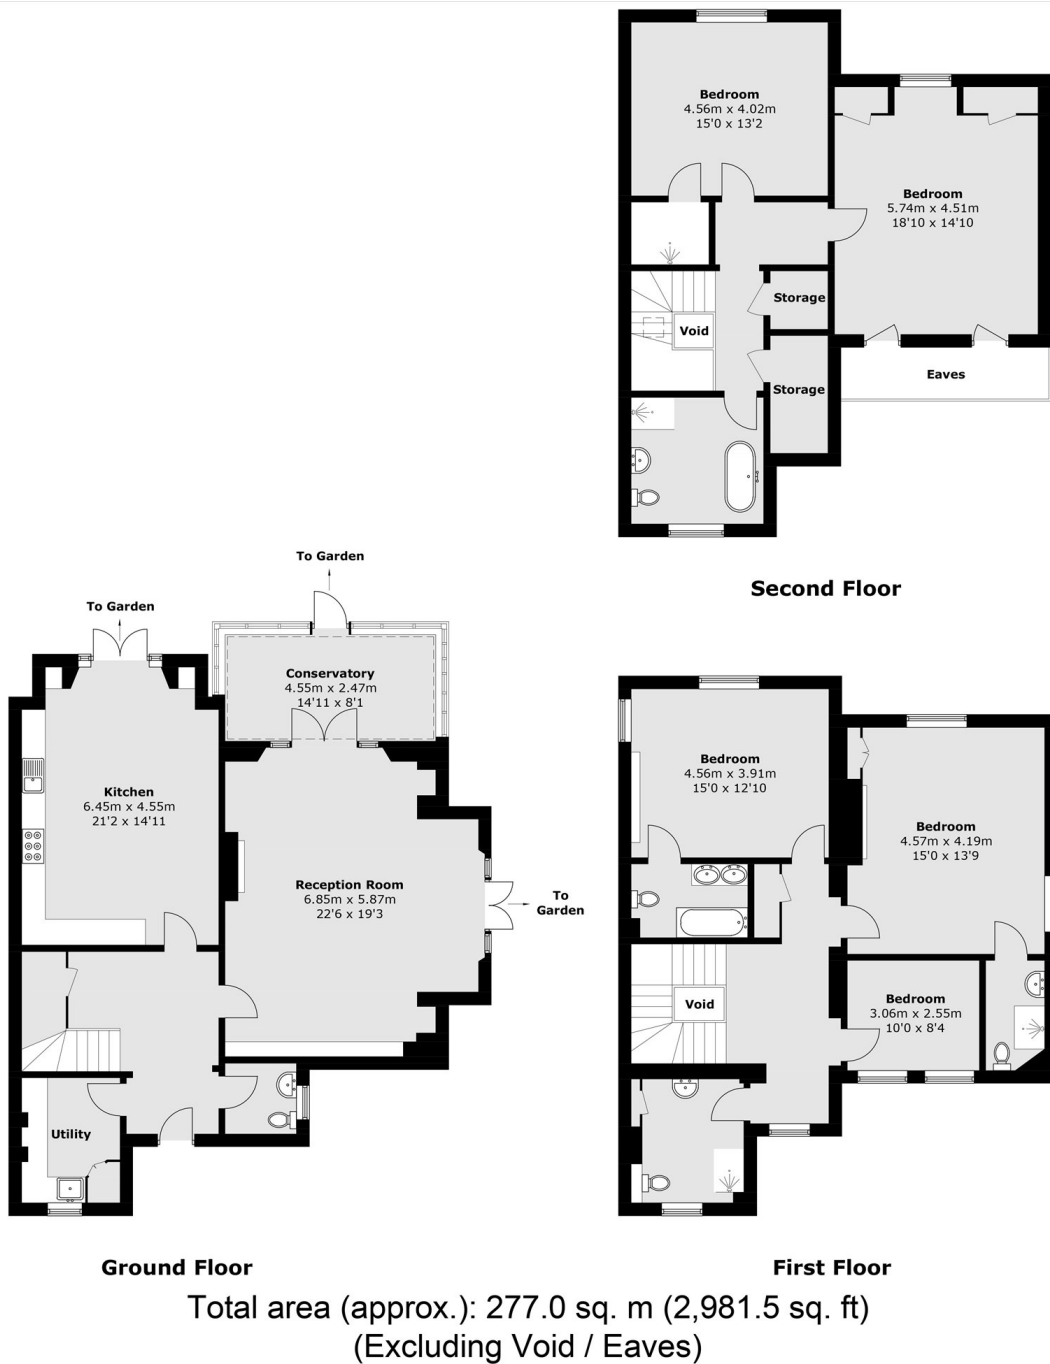 Bedroom
4.56m x 4.02m
15'0 x 13'2
Bedroom
5.74m x 4.51m
18'10 x 14'10
Storage
Void
Storage
Eaves
Second Floor
To Garden
To Garden
Conservatory
4.55m x 2.47m
14'11 x 8'1
Kitchen
6.45m x 4.55m
21'2 x 14'11
Reception Room
6.85m x 5.87m
22'6 x 19'3
To
Garden
Utility
Ground Floor
Bedroom
4.56m x 3.91m
15'0 x 12'10
Bedroom
4.57m x 4.19m
15'0 x 13'9
Void
Bedroom
3.06m x 2.55m
10'0 x 8'4
First Floor
Total area (approx.): 277.0 sq. m (2,981.5 sq. ft)
(Excluding Void / Eaves)